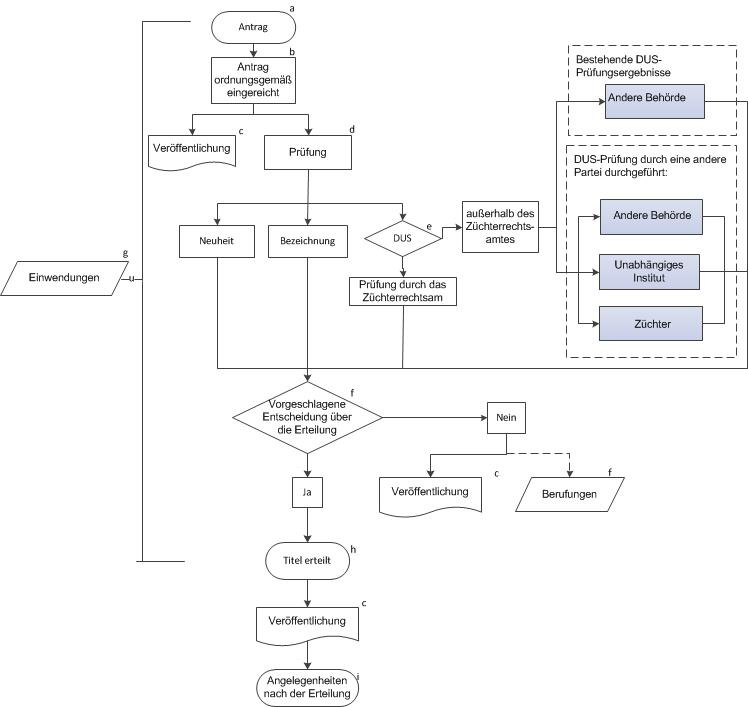 a
Antrag
b
Antrag
ordnungsgemäß
eingereicht
c
Veröffentlichung
d
Prüfung
Bestehende DUS-
Prüfungsergebnisse
Andere Behörde
DUS-Prüfung durch eine andere
Partei durchgeführt:
Andere Behörde
Unabhängiges
Institut
Züchter
außerhalb des
Züchterrechts-
amtes
e
DUS
Neuheit
Bezeichnung
Prüfung durch das
Züchterrechtsam
g
Einwendungen
u
f
Vorgeschlagene
Entscheidung über
die Erteilung
Nein
c
Veröffentlichung
f
Berufungen
Ja
h
Titel erteilt
c
Veröffentlichung
i
Angelegenheiten
nach der Erteilung